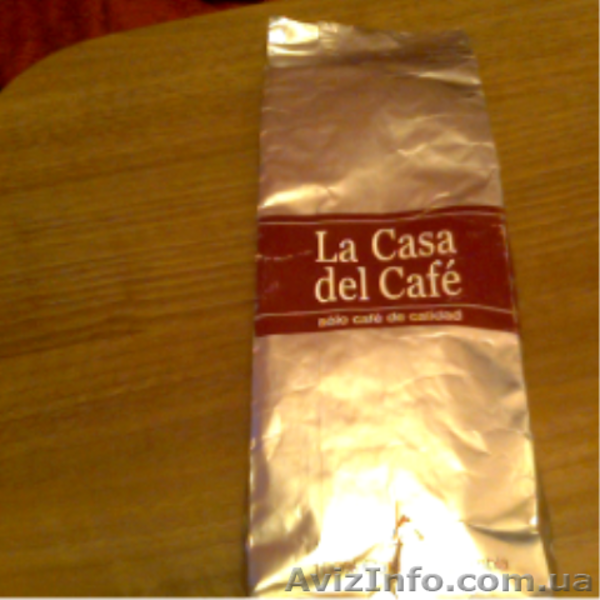 La Casa
del Café
sólo café de calidad
AvizInfo.com.ua